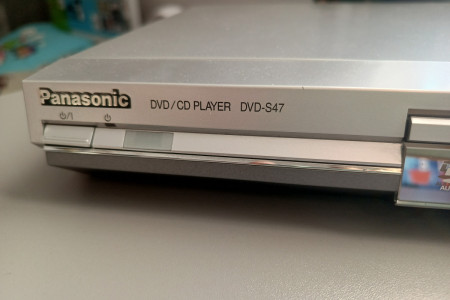 Panasonic
DVD/CD PLAYER DVD-S47
⏻/I ⏻